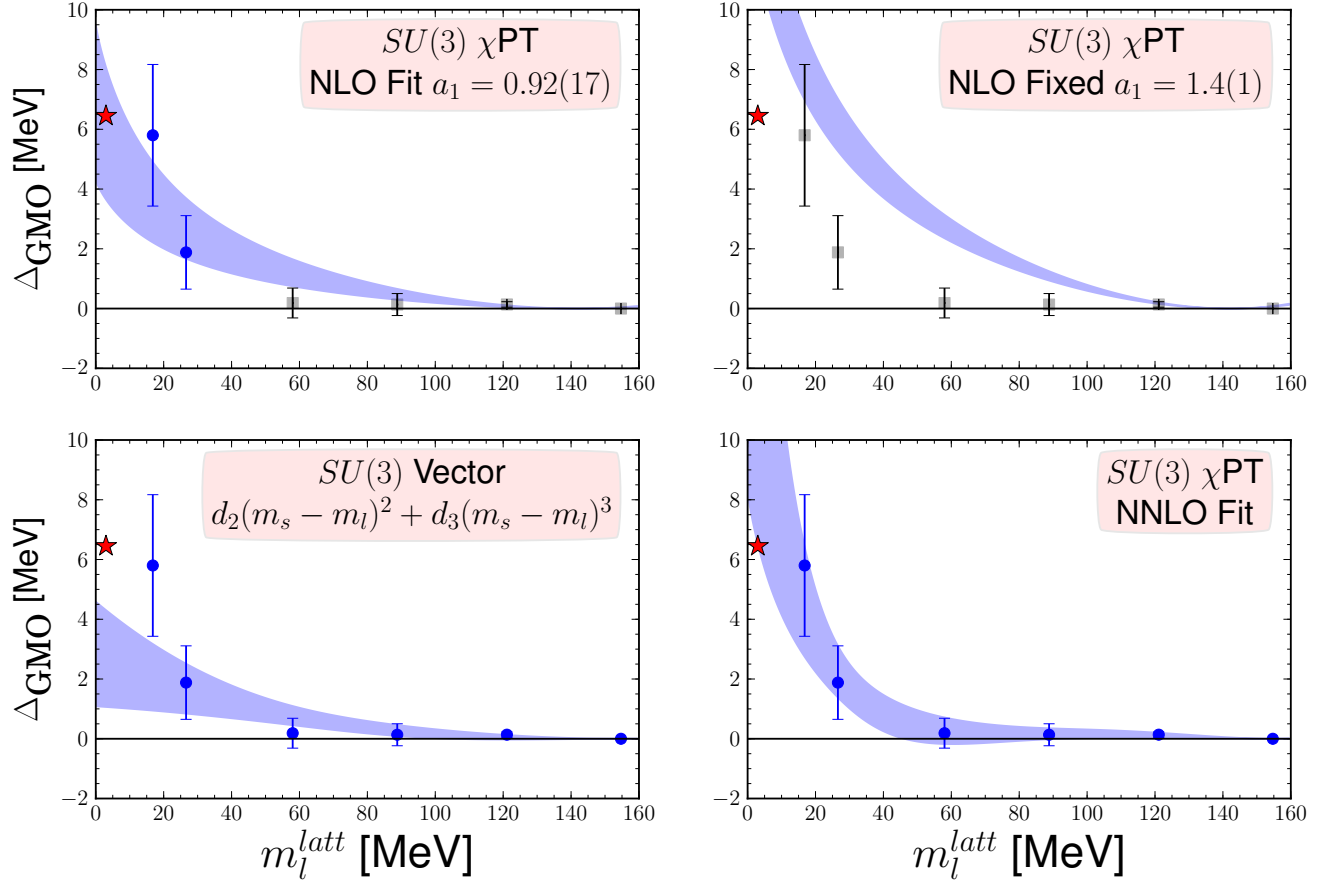 SU(3) χPT
NLO Fit a₁ = 0.92(17)
Δ_GMO [MeV]
10
8
6
4
2
0
−2
0 20 40 60 80 100 120 140 160
SU(3) χPT
NLO Fixed a₁ = 1.4(1)
10
8
6
4
2
0
−2
0 20 40 60 80 100 120 140 160
SU(3) Vector
d₂(mₛ − mₗ)² + d₃(mₛ − mₗ)³
Δ_GMO [MeV]
10
8
6
4
2
0
−2
0 20 40 60 80 100 120 140 160
mₗ^latt [MeV]
SU(3) χPT
NNLO Fit
10
8
6
4
2
0
−2
0 20 40 60 80 100 120 140 160
mₗ^latt [MeV]